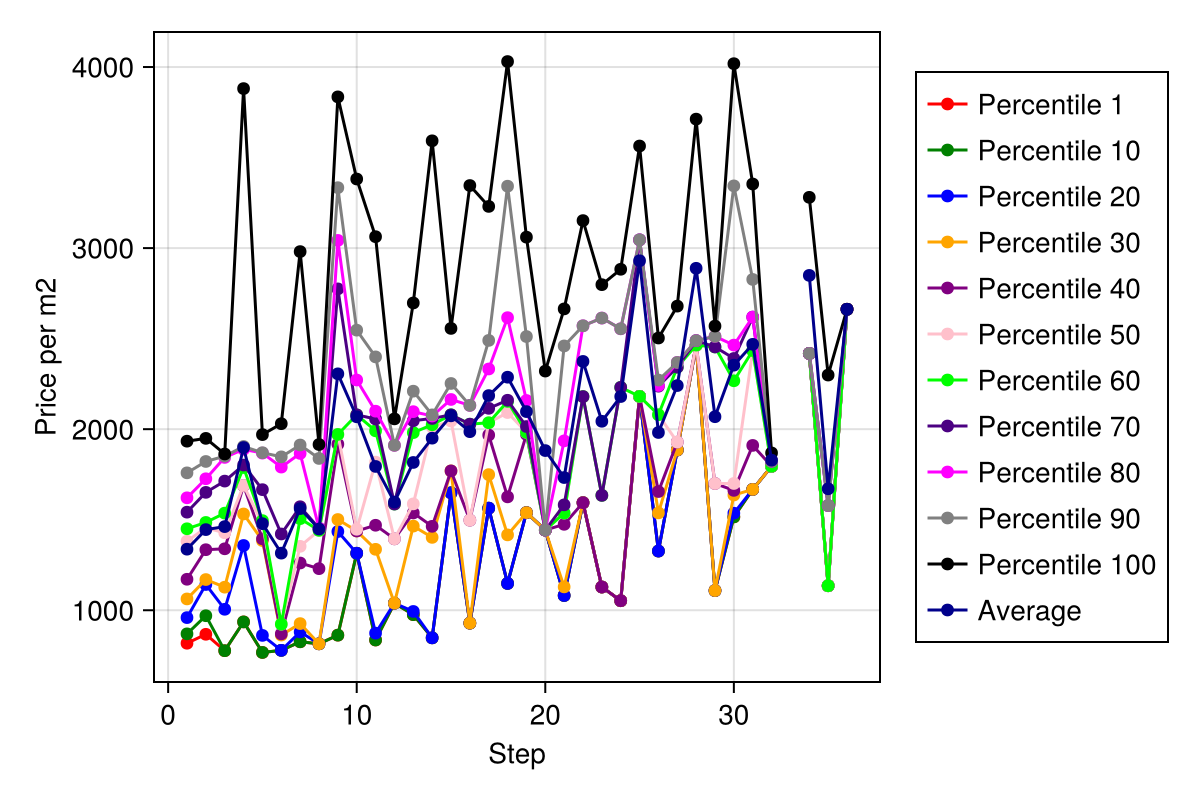 4000
3000
2000
1000
Price per m2
0
10
20
30
Step
Percentile 1
Percentile 10
Percentile 20
Percentile 30
Percentile 40
Percentile 50
Percentile 60
Percentile 70
Percentile 80
Percentile 90
Percentile 100
Average